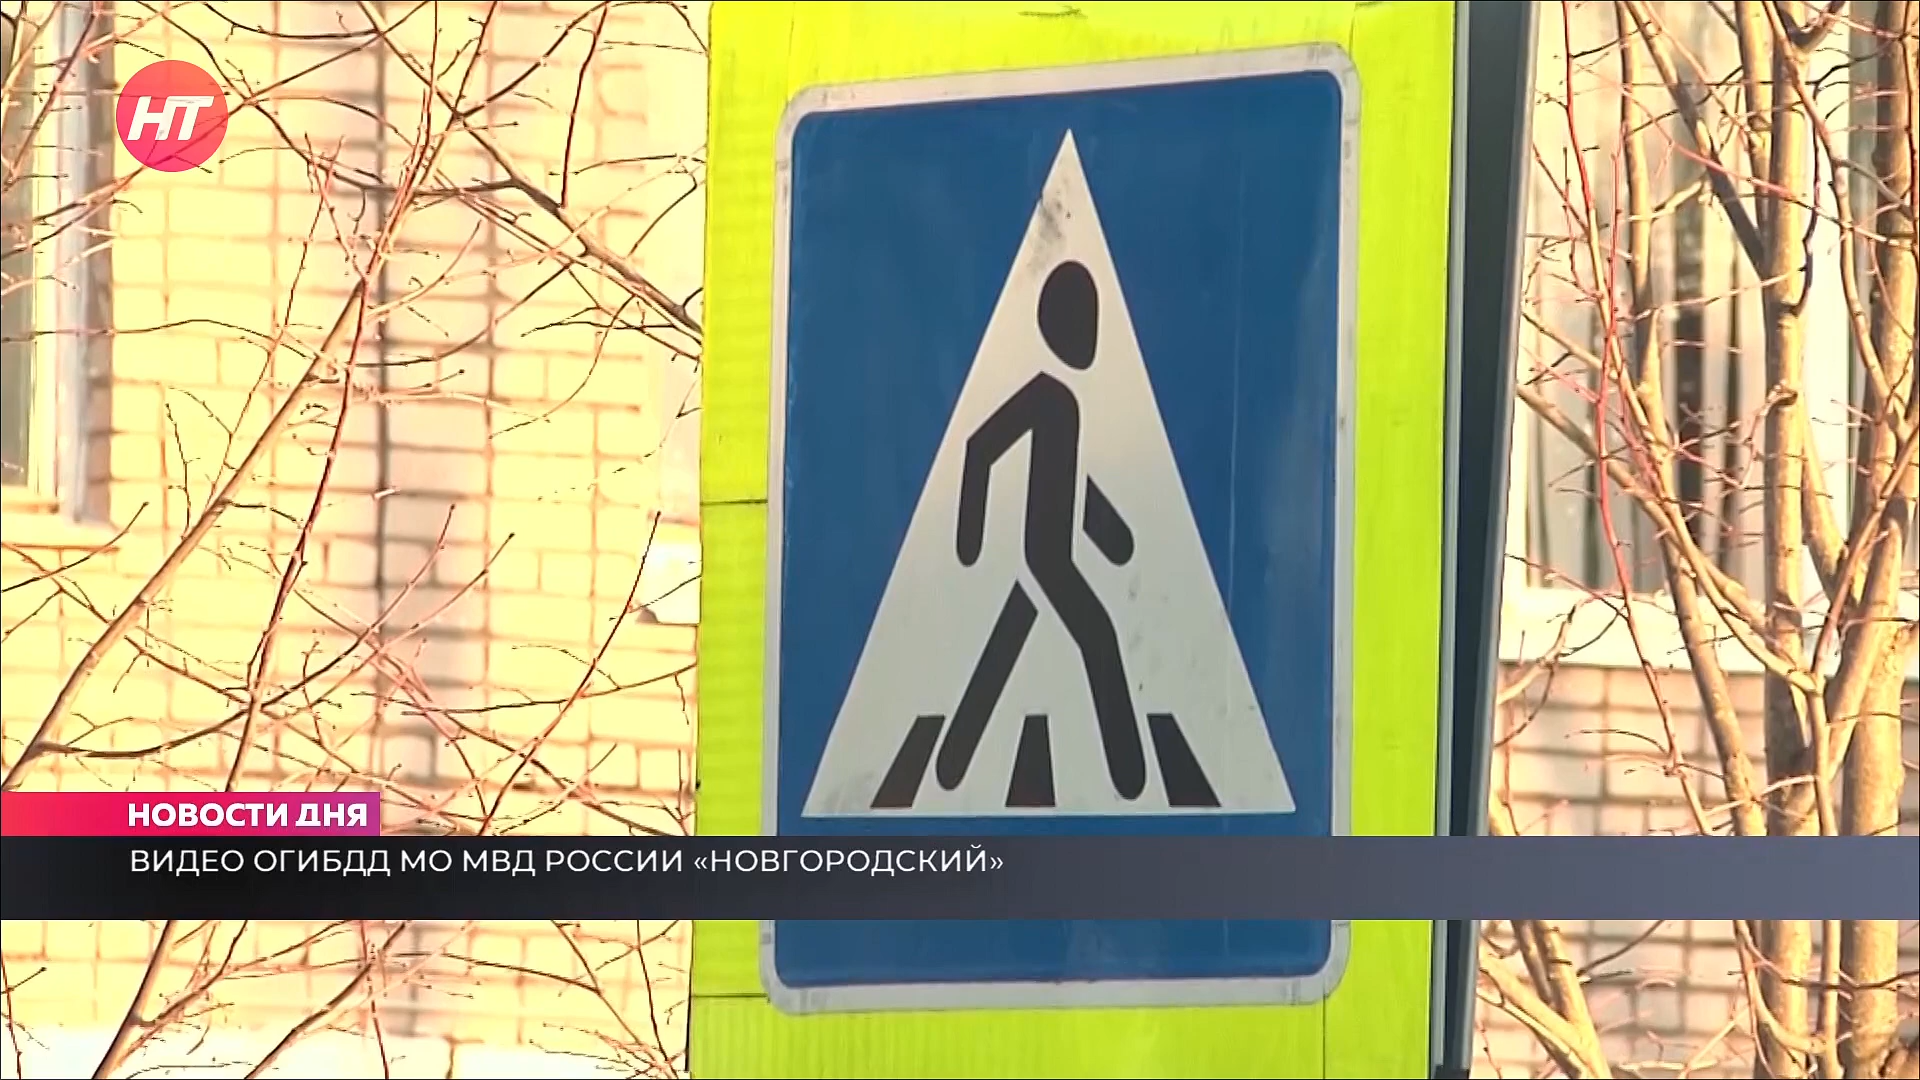 НТ
НОВОСТИ ДНЯ
ВИДЕО ОГИБДД МО МВД РОССИИ «НОВГОРОДСКИЙ»